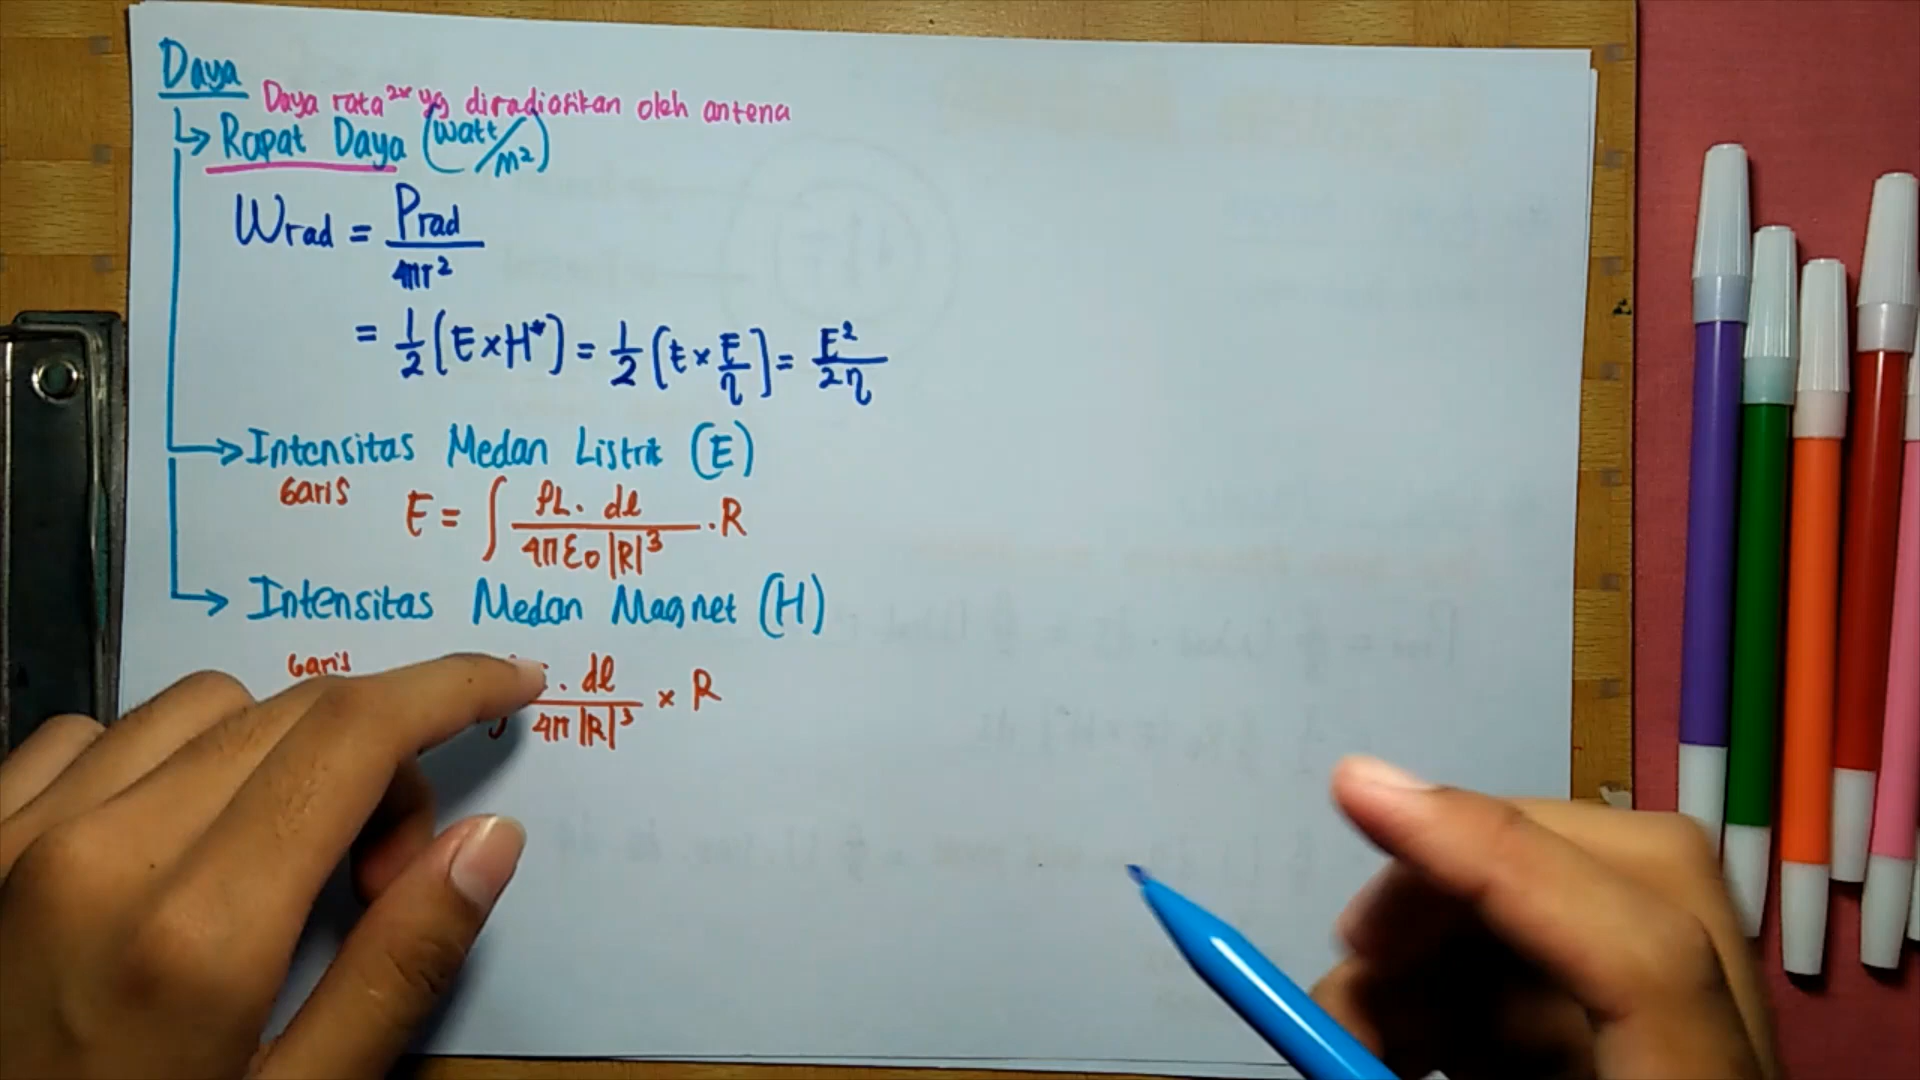 Daya
Daya rata2x yg diradiasikan oleh antena
↳ Rapat Daya (Watt/m²)
Wrad = Prad / 4πr²
= 1/2 (E×H*) = 1/2 (E × E/η) = E²/2η
→ Intensitas Medan Listrik (E)
Garis E = ∫ ρL. dl / 4πε0|R|³ . R
→ Intensitas Medan Magnet (H)
Garis . dl / 4π|R|³ × R